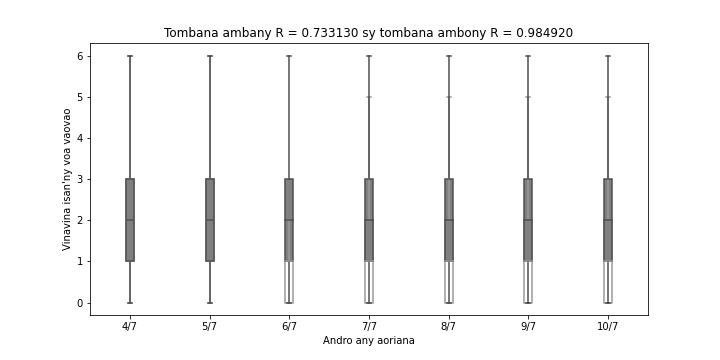 Tombana ambany R = 0.733130 sy tombana ambony R = 0.984920
Vinavina isan'ny voa vaovao
6
5
4
3
2
1
0
4/7 5/7 6/7 7/7 8/7 9/7 10/7
Andro any aoriana